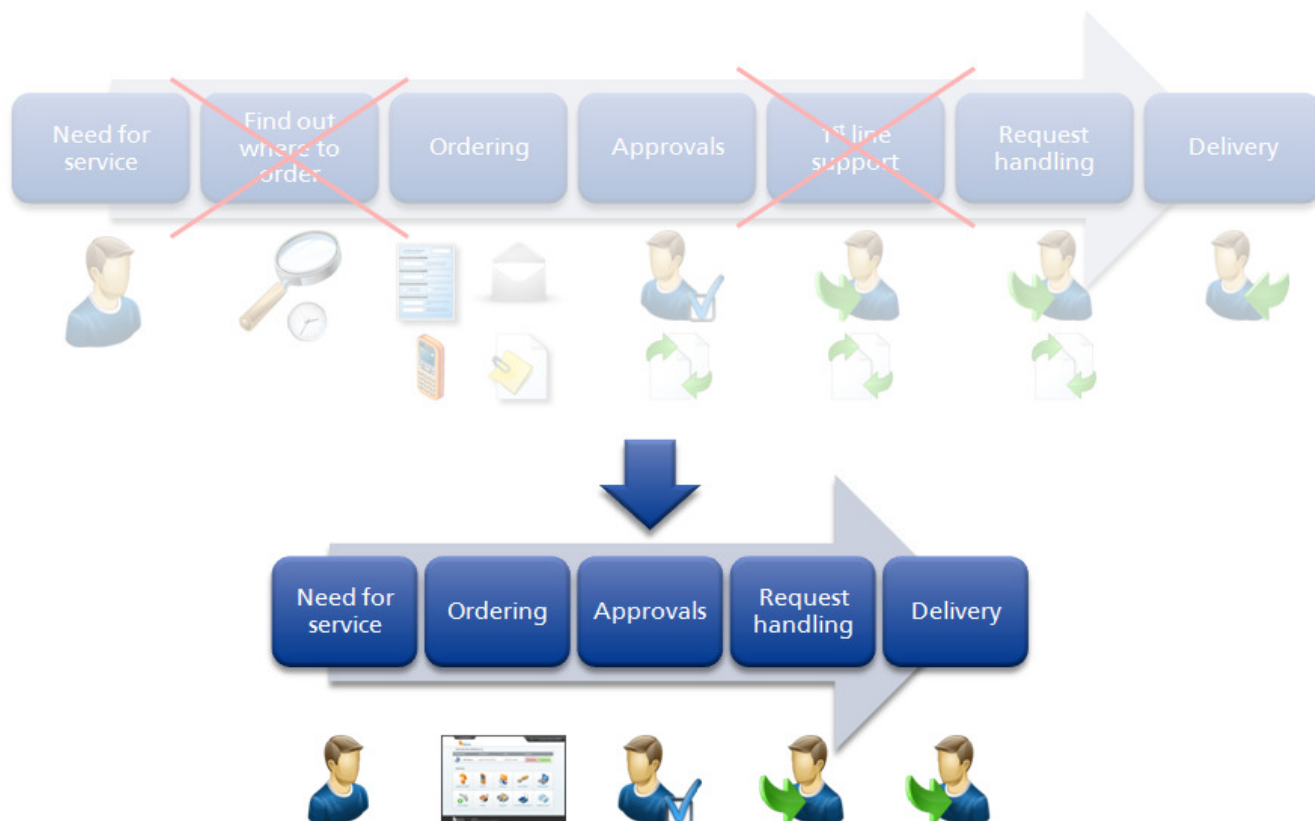 Need for
service
Find out
where to
order
Ordering
Approvals
1st line
support
Request
handling
Delivery
Need for
service
Ordering
Approvals
Request
handling
Delivery